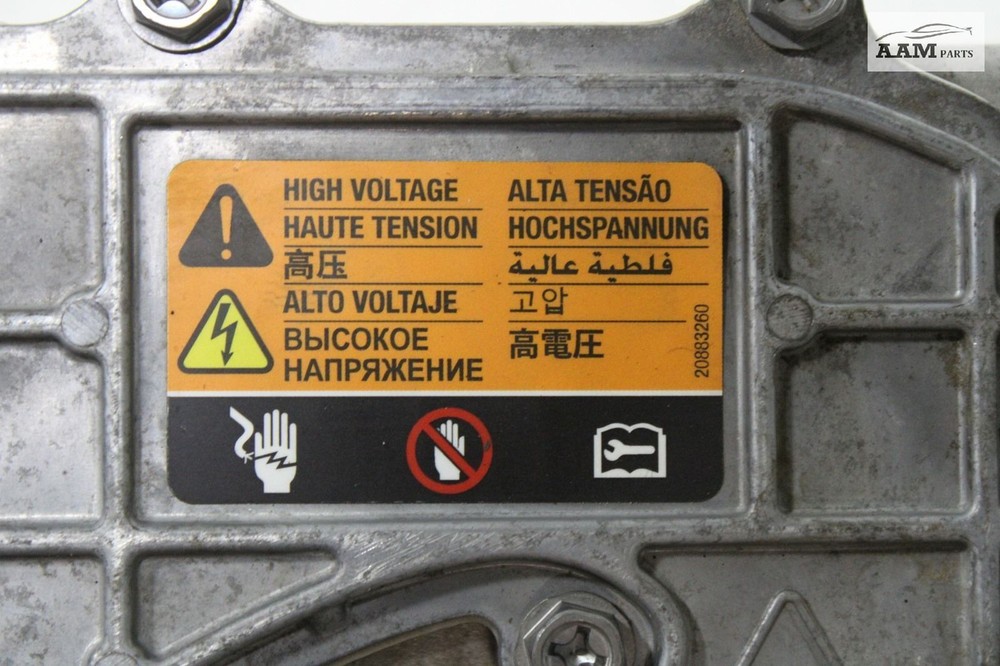 AAM PARTS
HIGH VOLTAGE
HAUTE TENSION
高压
ALTO VOLTAJE
ВЫСОКОЕ
НАПРЯЖЕНИЕ
ALTA TENSÃO
HOCHSPANNUNG
فلطية عالية
고압
高電圧
20883260